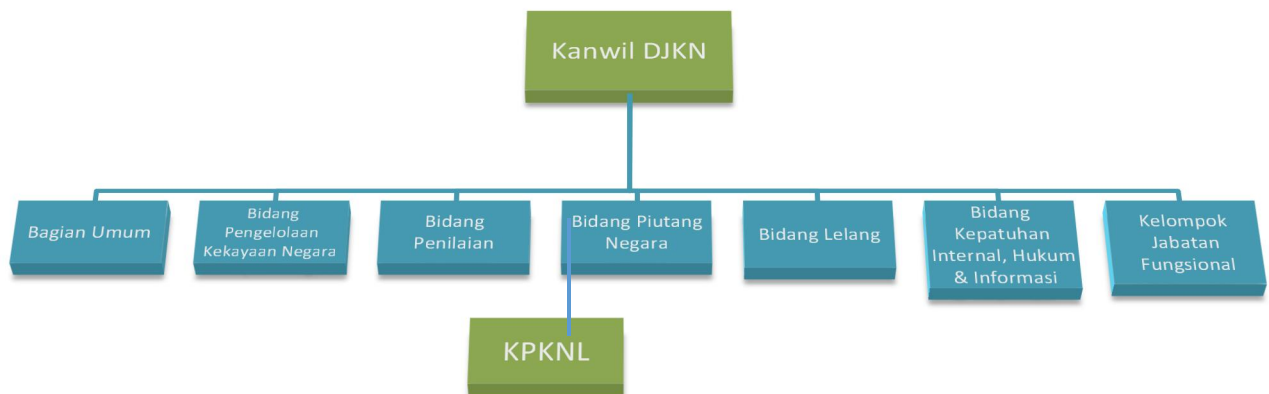 Kanwil DJKN
Bagian Umum
Bidang
Pengelolaan
Kekayaan Negara
Bidang
Penilaian
Bidang Piutang
Negara
Bidang Lelang
Bidang
Kepatuhan
Internal, Hukum
& Informasi
Kelompok
Jabatan
Fungsional
KPKNL